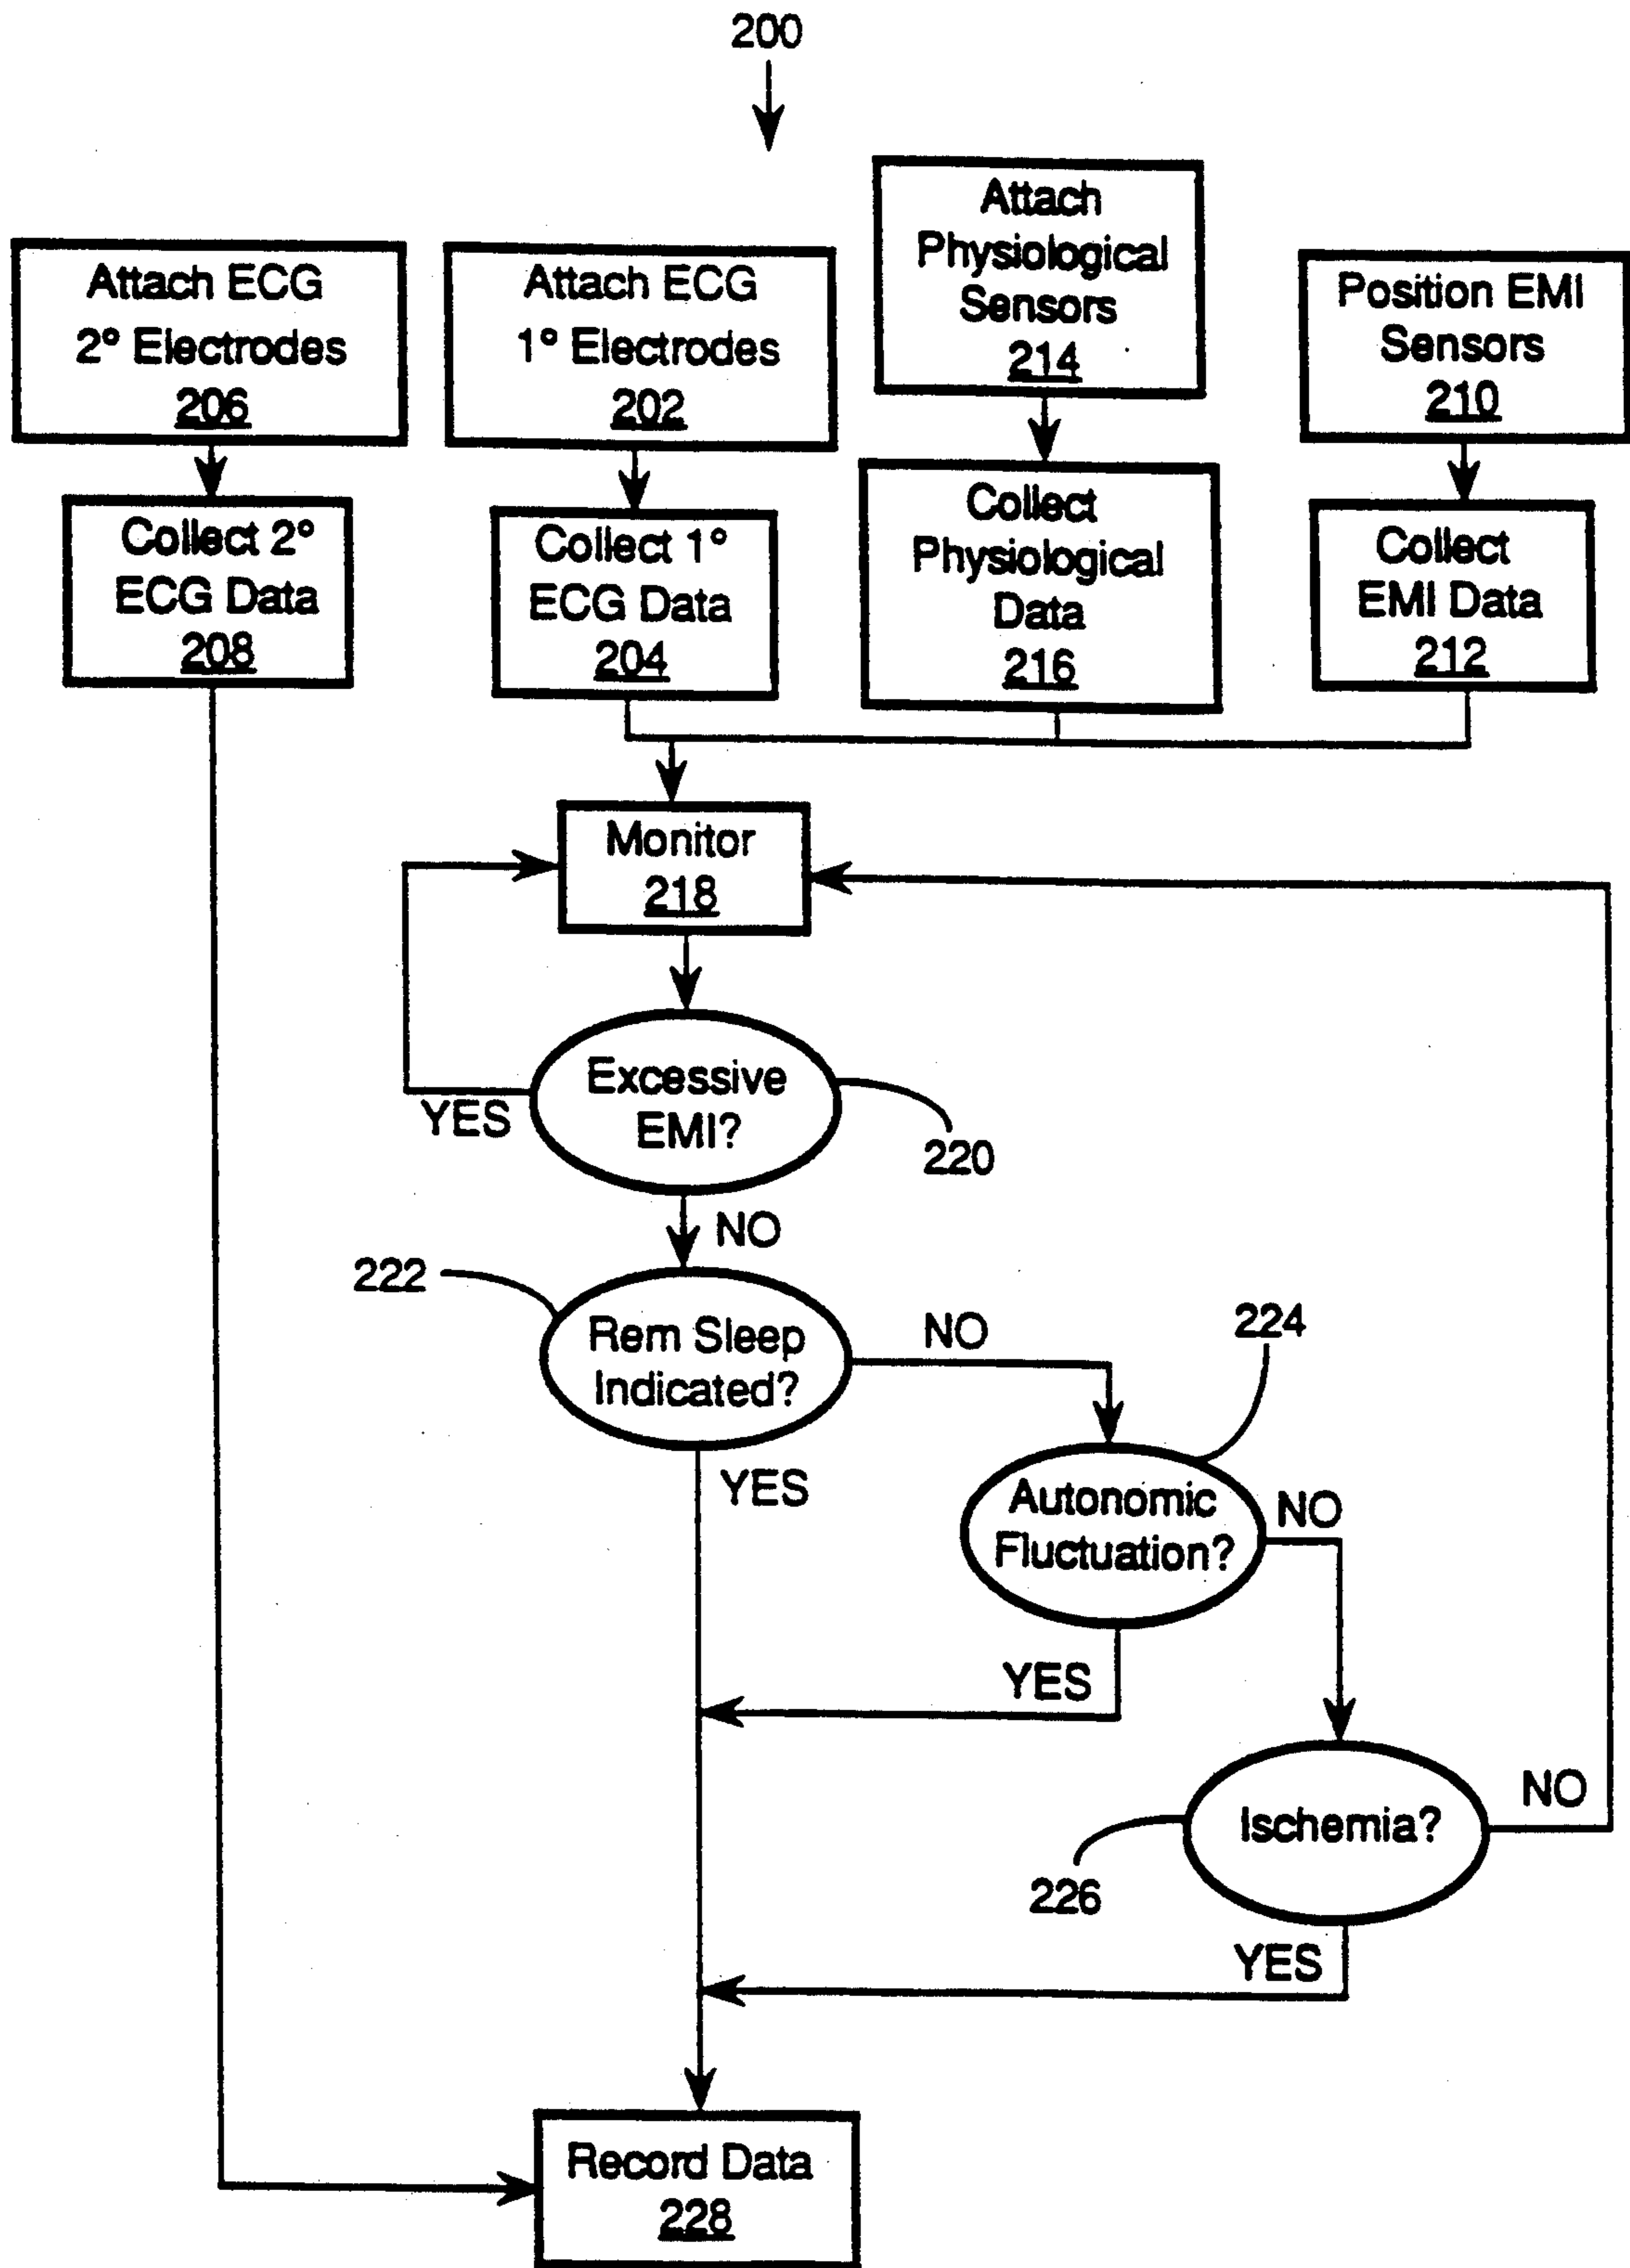 200
Attach ECG
2° Electrodes
206
Attach ECG
1° Electrodes
202
Attach
Physiological
Sensors
214
Position EMI
Sensors
210
Collect 2°
ECG Data
208
Collect 1°
ECG Data
204
Collect
Physiological
Data
216
Collect
EMI Data
212
Monitor
218
Excessive
EMI?
YES
220
NO
222
Rem Sleep
Indicated?
NO
224
YES
Autonomic
Fluctuation?
NO
YES
Ischemia?
NO
226
YES
Record Data
228